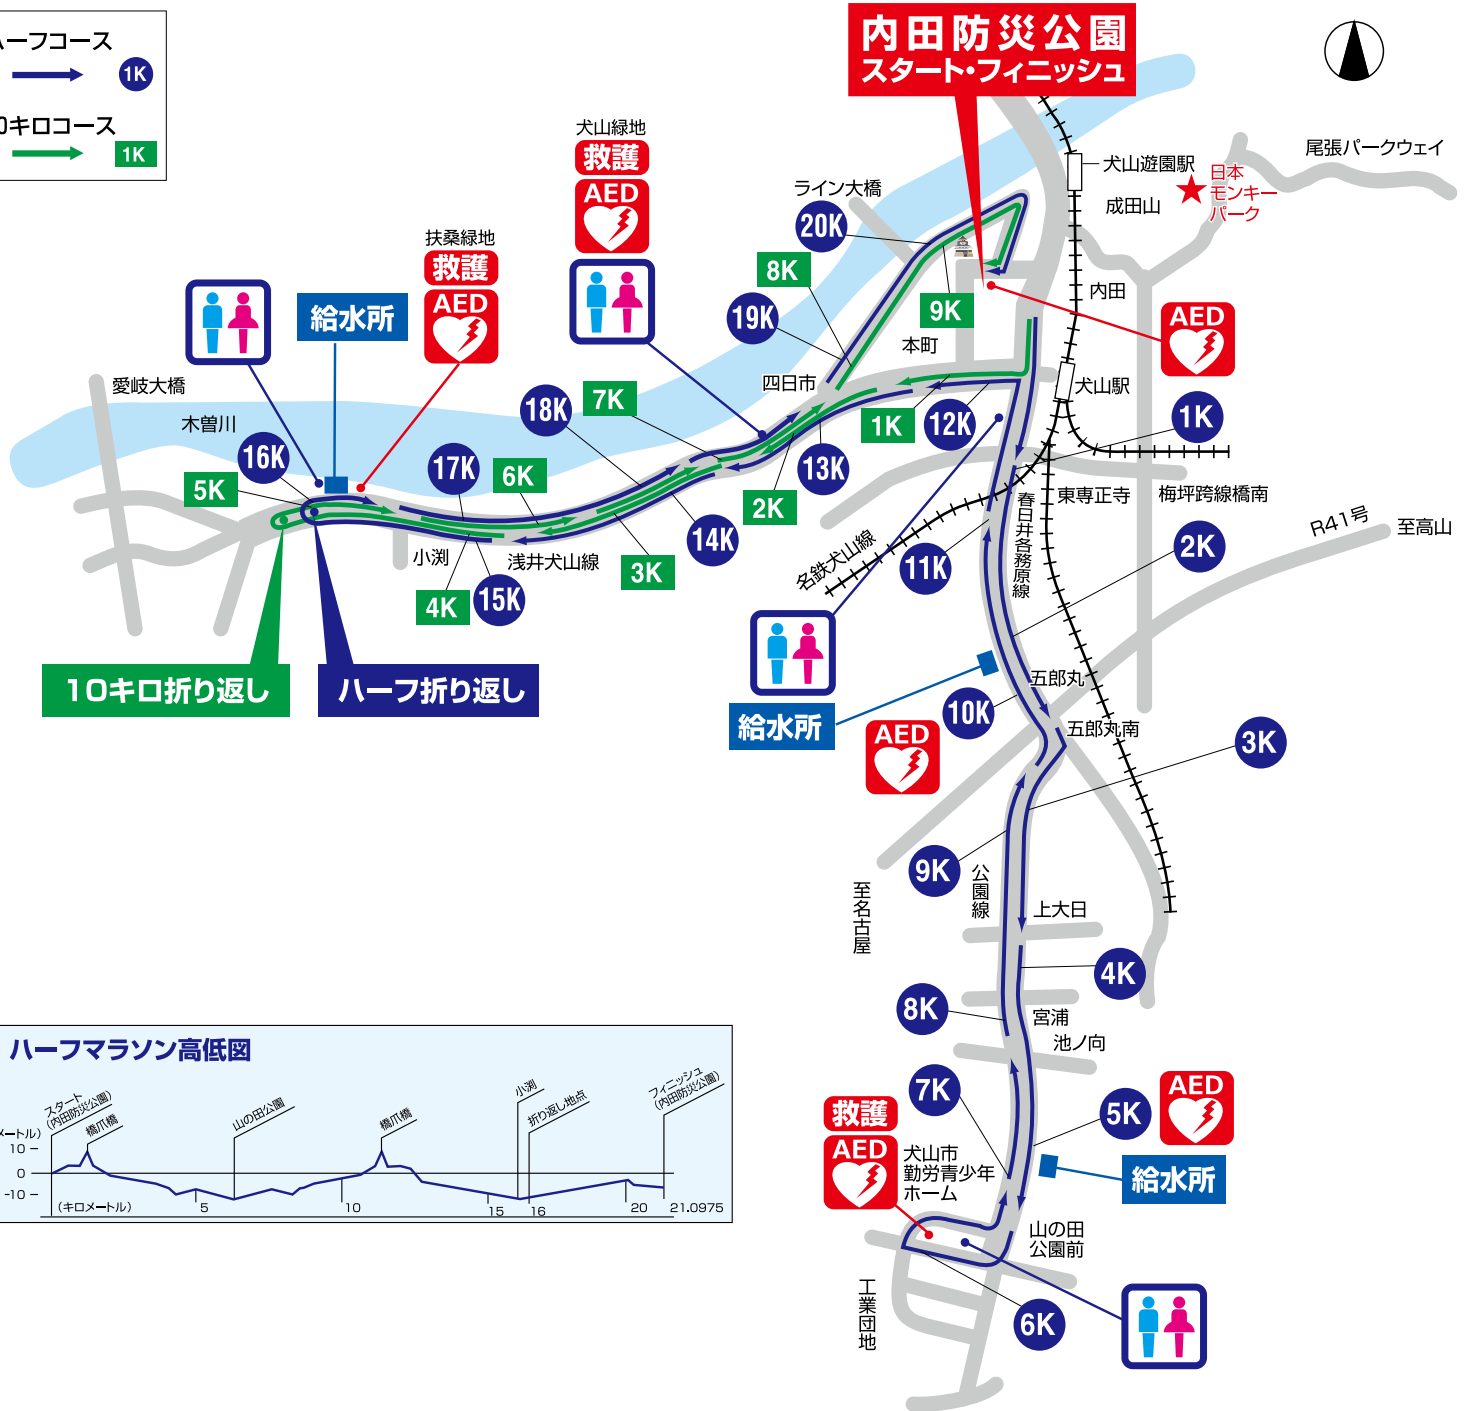 ハーフコース
1K
0キロコース
1K
内田防災公園
スタート・フィニッシュ
犬山遊園駅
成田山
日本
モンキー
パーク
尾張パークウェイ
犬山緑地
救護
AED
ライン大橋
20K
8K
9K
19K
扶桑緑地
救護
AED
給水所
内田
AED
本町
四日市
犬山駅
愛岐大橋
木曽川
18K
7K
1K
12K
1K
16K
5K
17K
6K
13K
2K
東専正寺
梅坪跨線橋南
春日井各務原線
R41号
至高山
小渕
浅井犬山線
14K
3K
4K
15K
名鉄犬山線
11K
2K
10キロ折り返し
ハーフ折り返し
五郎丸
10K
給水所
AED
五郎丸南
3K
9K
公園線
至名古屋
上大日
4K
8K
宮浦
池ノ向
7K
5K
AED
救護
AED
犬山市
勤労青少年
ホーム
給水所
山の田
公園前
工業団地
6K
ハーフマラソン高低図
スタート
(内田防災公園)
橋爪橋
山の田公園
橋爪橋
小渕
折り返し地点
フィニッシュ
(内田防災公園)
メートル)
10
0
-10
(キロメートル)
5
10
15
16
20
21.0975